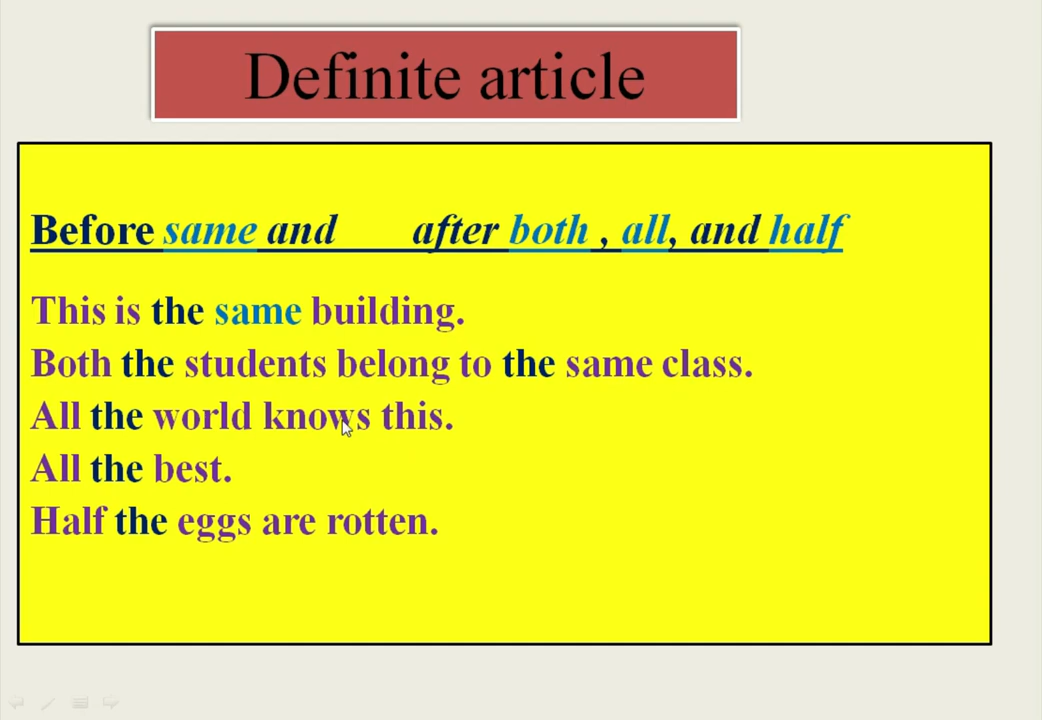 Definite article
Before same and after both , all, and half
This is the same building.
Both the students belong to the same class.
All the world knows this.
All the best.
Half the eggs are rotten.